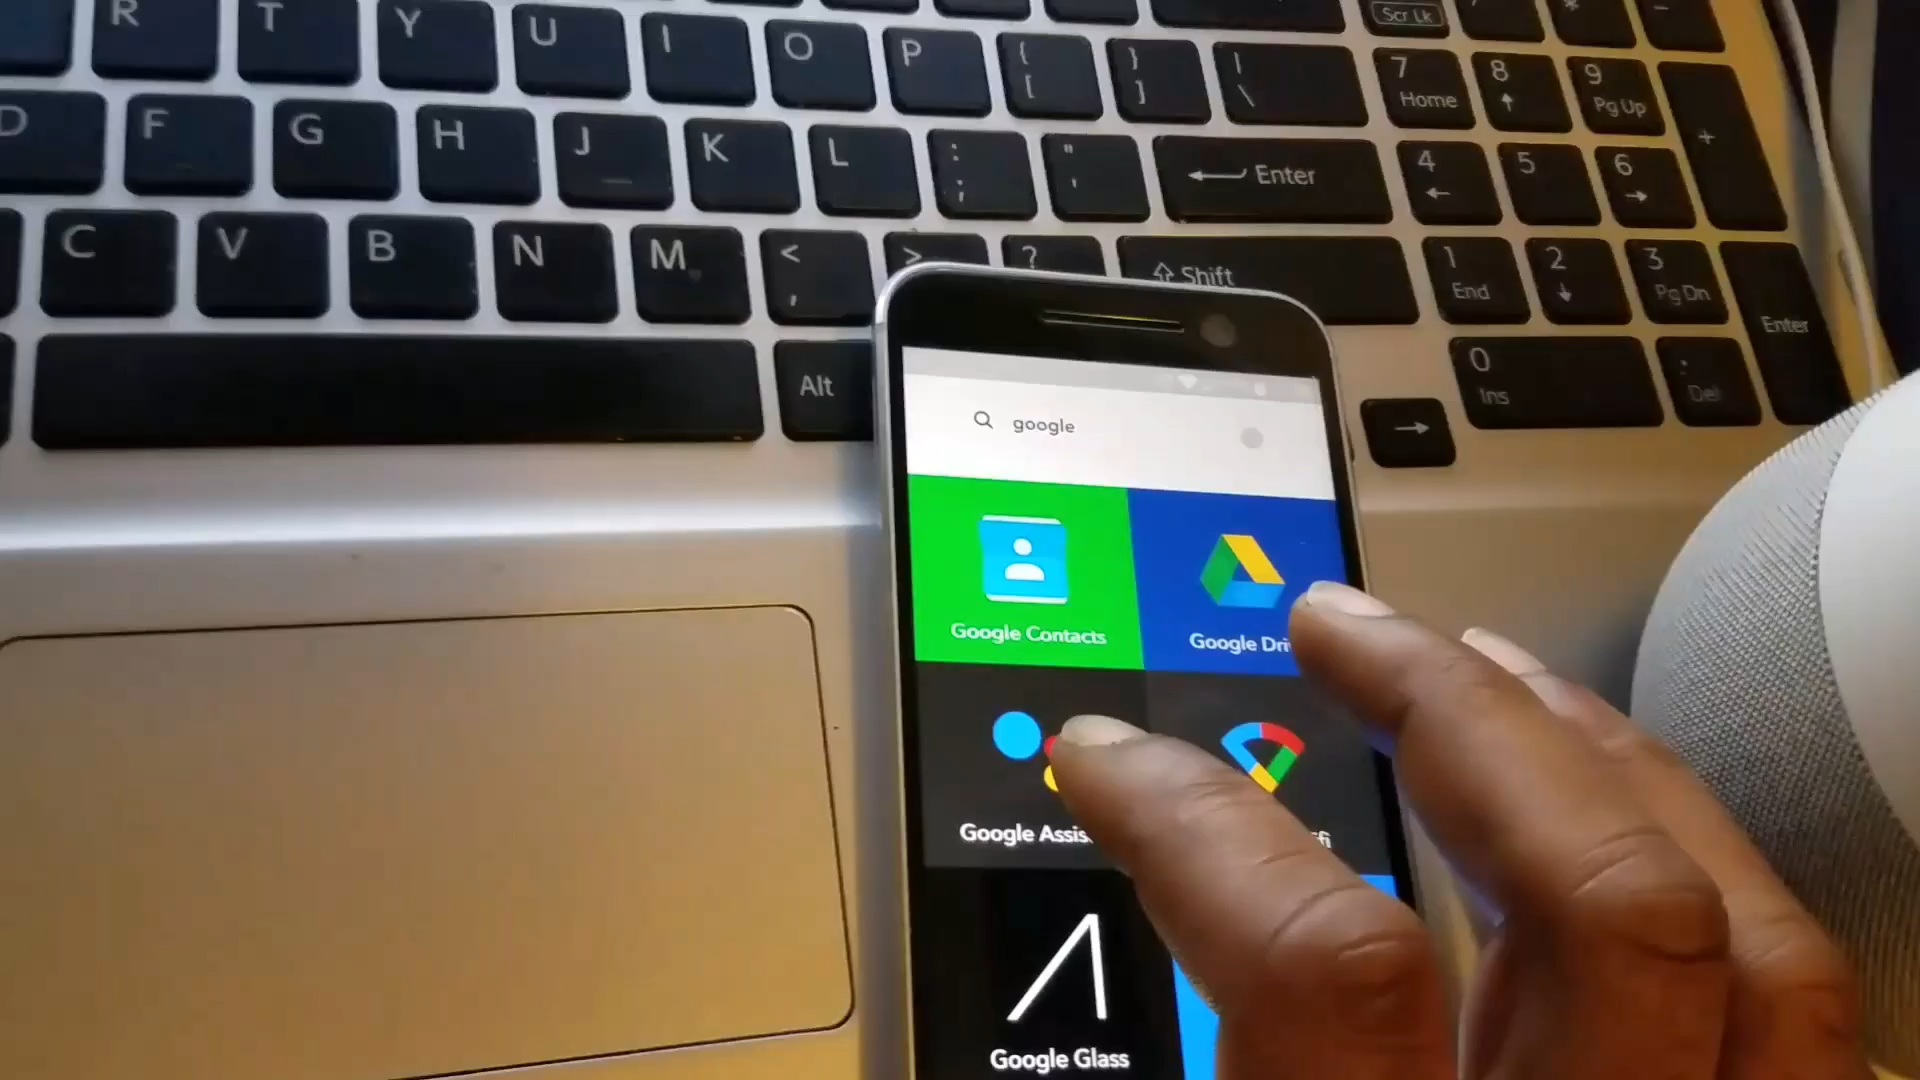 R T Y U I O P { [ } ] | \ Scr Lk
7 Home 8 9 Pg Up +
D F G H J K L : ; " ' Enter
4 5 6
C V B N M < , > ? Shift
1 End 2 3 Pg Dn Enter
Alt 0 Ins . Del
google
Google Contacts
Google Dri
Google Assis
fi
Google Glass